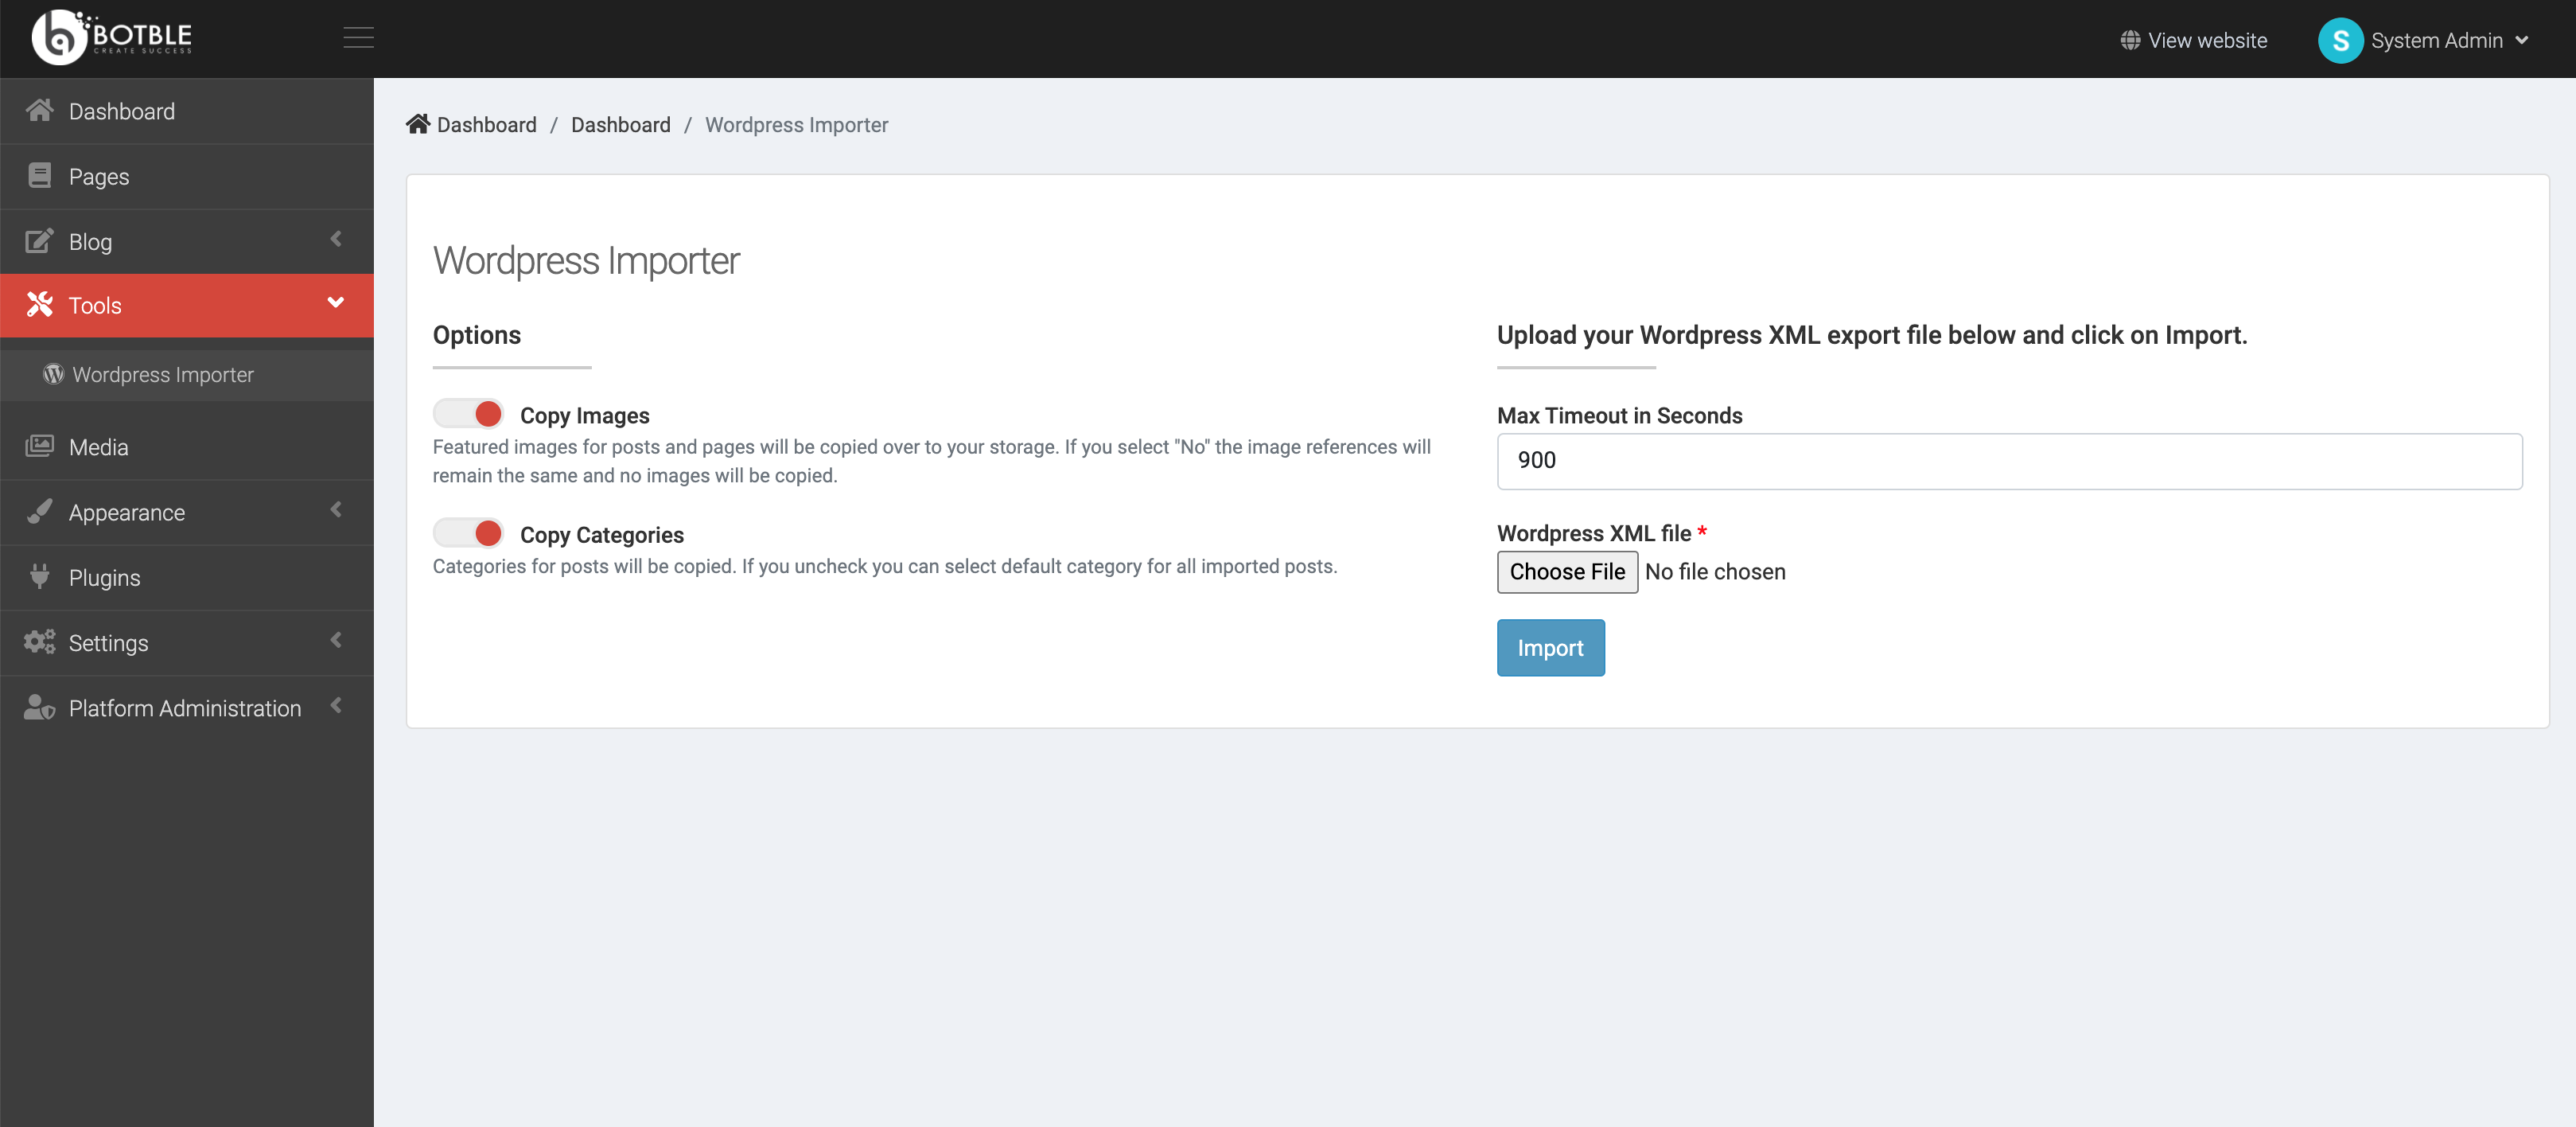 BOTBLE
CREATE SUCCESS
View website
S
System Admin
Dashboard
Pages
Blog
Tools
Wordpress Importer
Media
Appearance
Plugins
Settings
Platform Administration
Dashboard / Dashboard / Wordpress Importer
Wordpress Importer
Options
Copy Images
Featured images for posts and pages will be copied over to your storage. If you select "No" the image references will
remain the same and no images will be copied.
Copy Categories
Categories for posts will be copied. If you uncheck you can select default category for all imported posts.
Upload your Wordpress XML export file below and click on Import.
Max Timeout in Seconds
900
Wordpress XML file *
Choose File No file chosen
Import